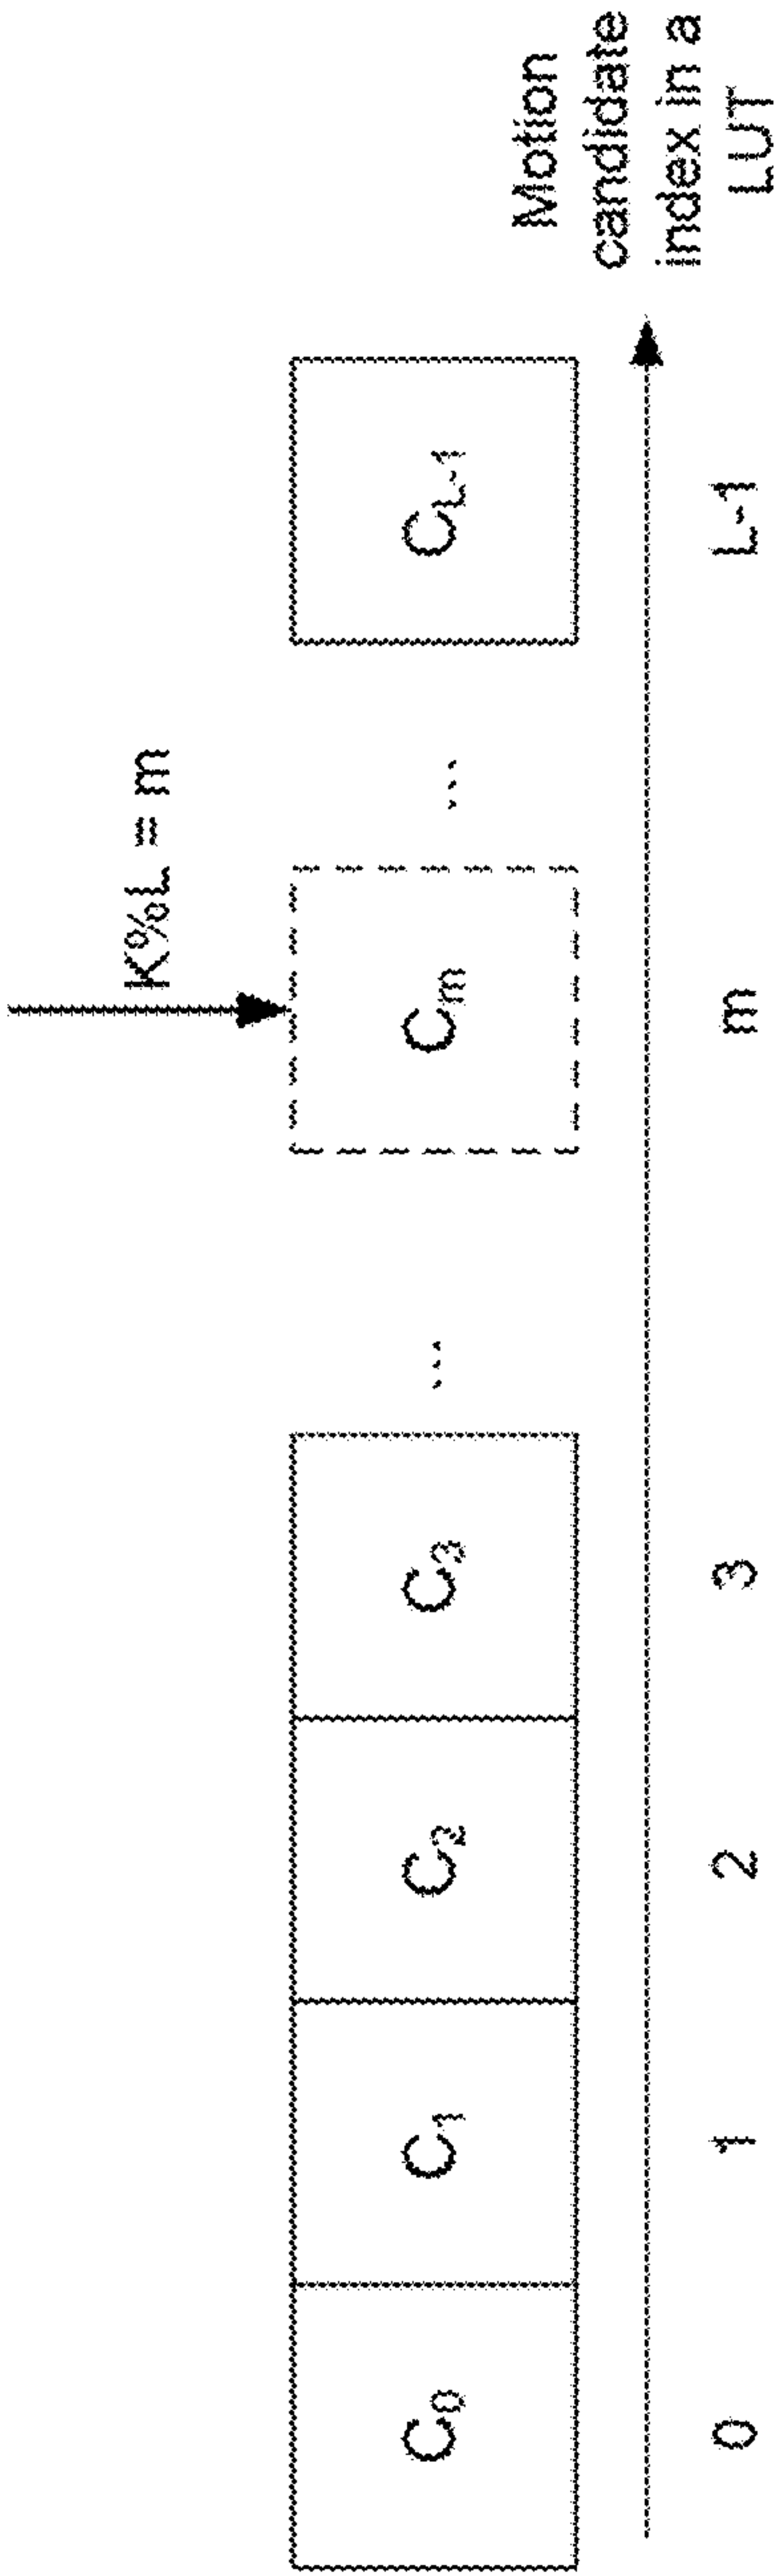 K%L = m
C0
C1
C2
C3
...
Cm
...
CL-1
0
1
2
3
m
L-1
Motion
candidate
index in a
LUT